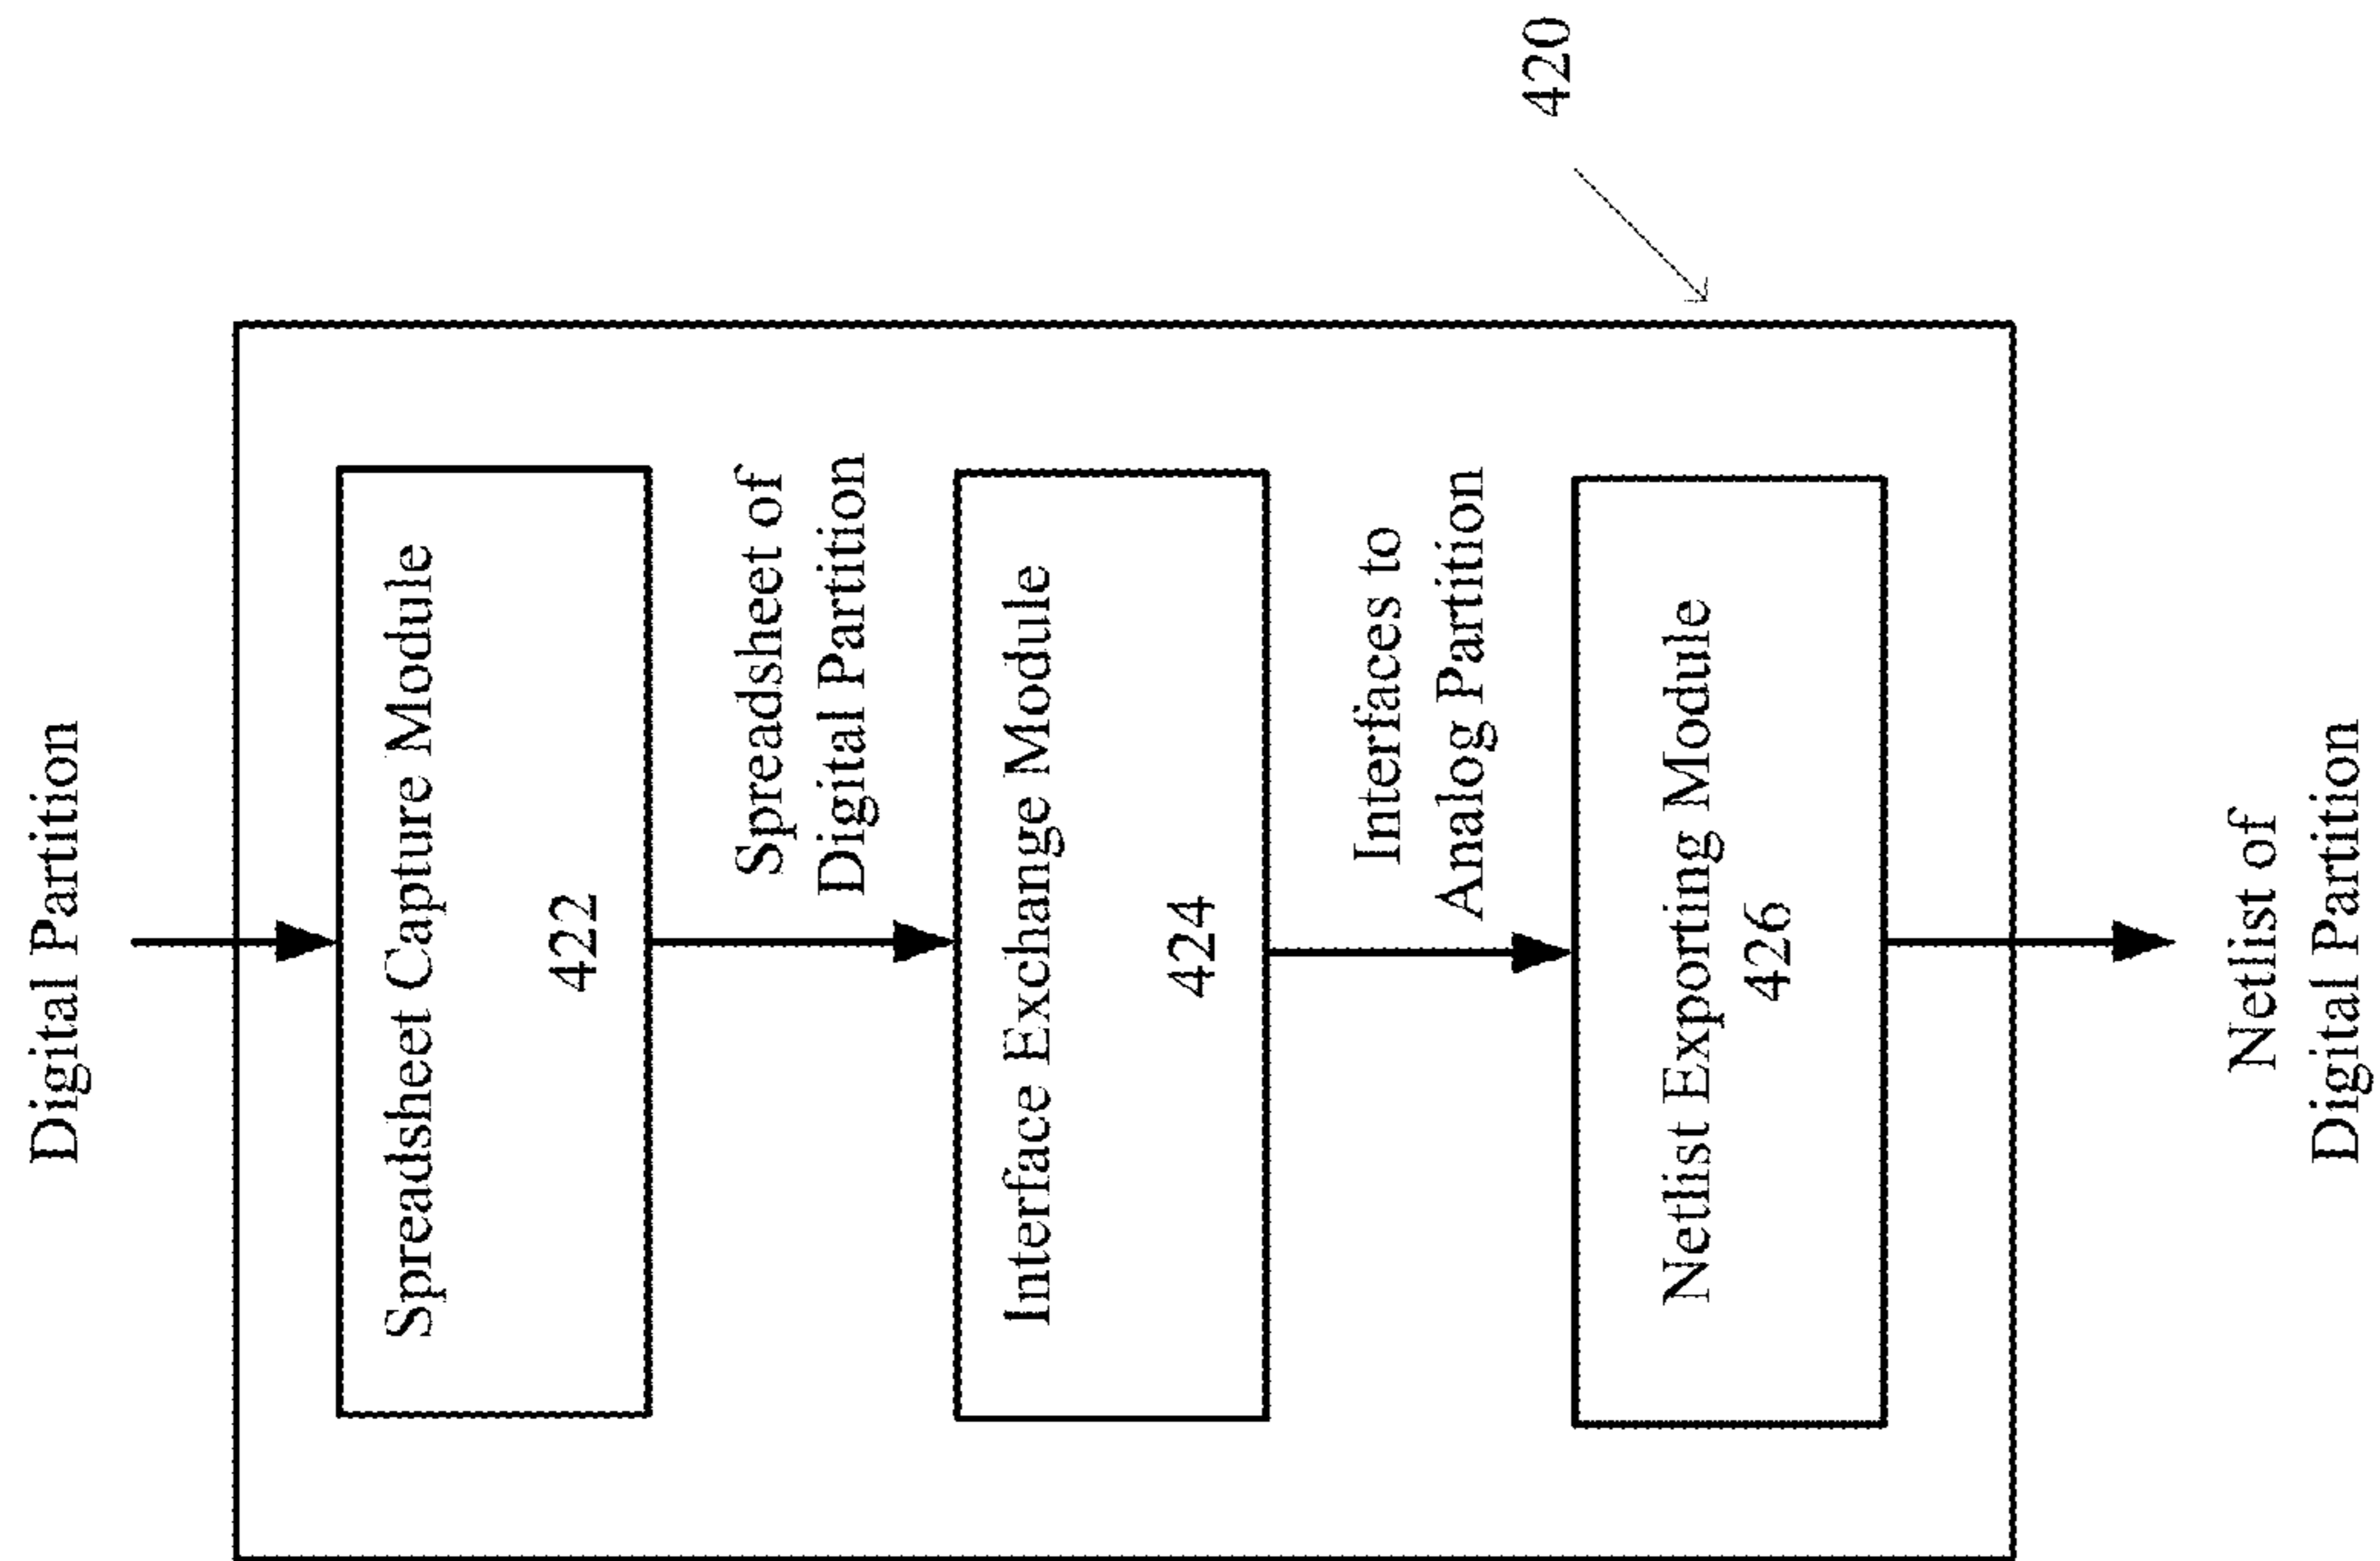 Digital Partition
Spreadsheet Capture Module
422
Spreadsheet of
Digital Partition
Interface Exchange Module
424
Interfaces to
Analog Partition
Netlist Exporting Module
426
Netlist of
Digital Partition
420